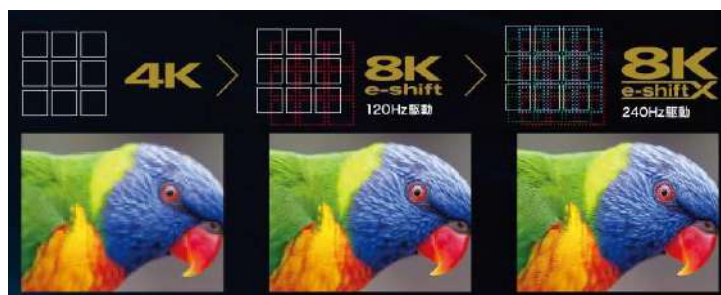 4K
8K
e-shift
120Hz駆動
8K
e-shiftX
240Hz駆動